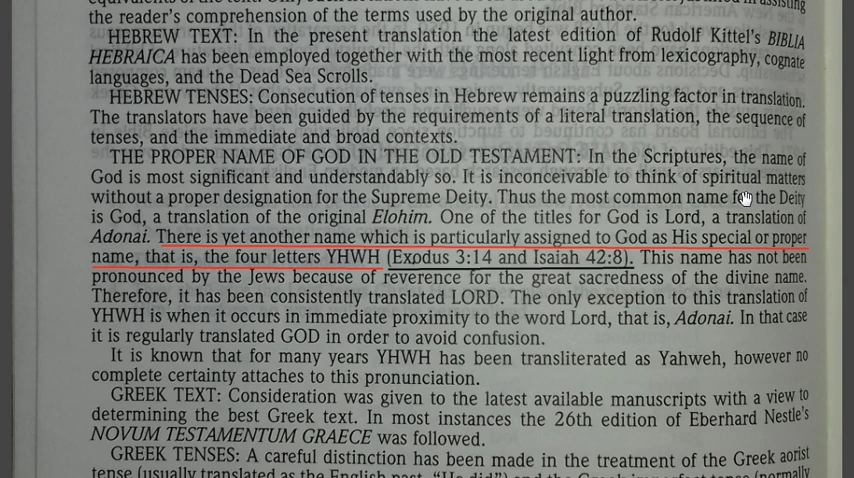 the reader's comprehension of the terms used by the original author.
HEBREW TEXT: In the present translation the latest edition of Rudolf Kittel's BIBLIA
HEBRAICA has been employed together with the most recent light from lexicography, cognate
languages, and the Dead Sea Scrolls.
HEBREW TENSES: Consecution of tenses in Hebrew remains a puzzling factor in translation.
The translators have been guided by the requirements of a literal translation, the sequence of
tenses, and the immediate and broad contexts.
THE PROPER NAME OF GOD IN THE OLD TESTAMENT: In the Scriptures, the name of
God is most significant and understandably so. It is inconceivable to think of spiritual matters
without a proper designation for the Supreme Deity. Thus the most common name for the Deity
is God, a translation of the original Elohim. One of the titles for God is Lord, a translation of
Adonai. There is yet another name which is particularly assigned to God as His special or proper
name, that is, the four letters YHWH (Exodus 3:14 and Isaiah 42:8). This name has not been
pronounced by the Jews because of reverence for the great sacredness of the divine name.
Therefore, it has been consistently translated LORD. The only exception to this translation of
YHWH is when it occurs in immediate proximity to the word Lord, that is, Adonai. In that case
it is regularly translated GOD in order to avoid confusion.
It is known that for many years YHWH has been transliterated as Yahweh, however no
complete certainty attaches to this pronunciation.
GREEK TEXT: Consideration was given to the latest available manuscripts with a view to
determining the best Greek text. In most instances the 26th edition of Eberhard Nestle's
NOVUM TESTAMENTUM GRAECE was followed.
GREEK TENSES: A careful distinction has been made in the treatment of the Greek aorist
tense (usually translated as the English past, "He did") and the Greek imperfect tense (normally